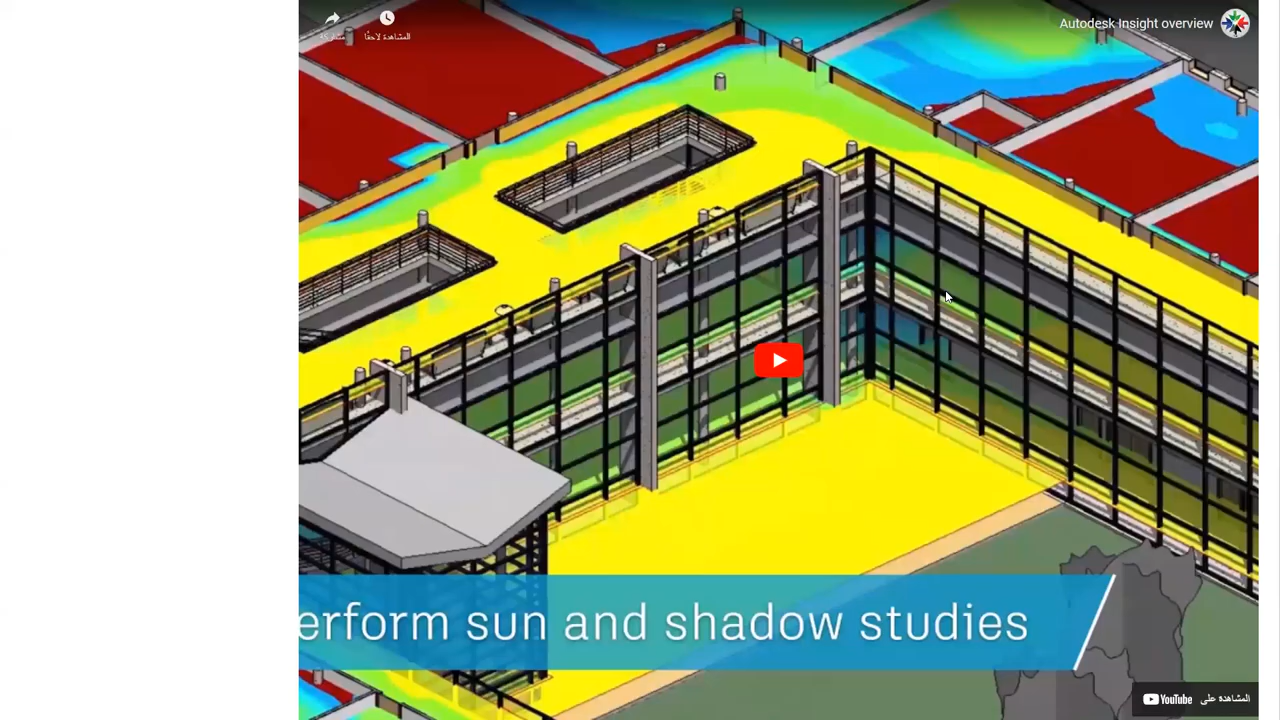 Autodesk Insight overview
المشاهدة لاحقًا
مشاركة
erform sun and shadow studies
المشاهدة على YouTube